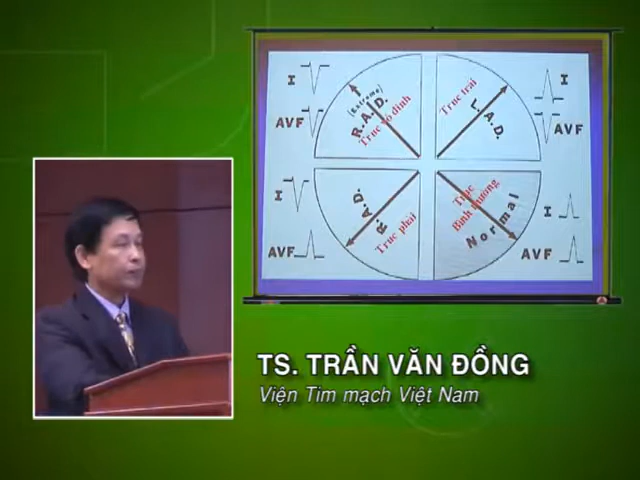 I
AVF
(Extreme)
R.A.D.
Trục vô định
Trục trái
L.A.D.
I
AVF
I
AVF
R.A.D.
Trục phải
Trục
Bình thường
Normal
I
AVF
TS. TRẦN VĂN ĐỒNG
Viện Tim mạch Việt Nam